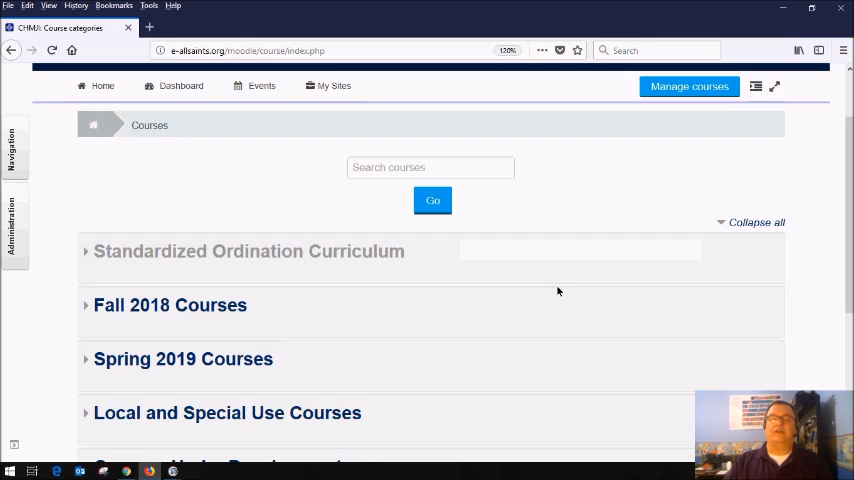 File Edit View History Bookmarks Tools Help
CHMJI: Course categories
e-allsaints.org/moodle/course/index.php 120% Search
Home Dashboard Events My Sites Manage courses
Courses
Navigation
Search courses
Go
Administration
Collapse all
Standardized Ordination Curriculum
Fall 2018 Courses
Spring 2019 Courses
Local and Special Use Courses